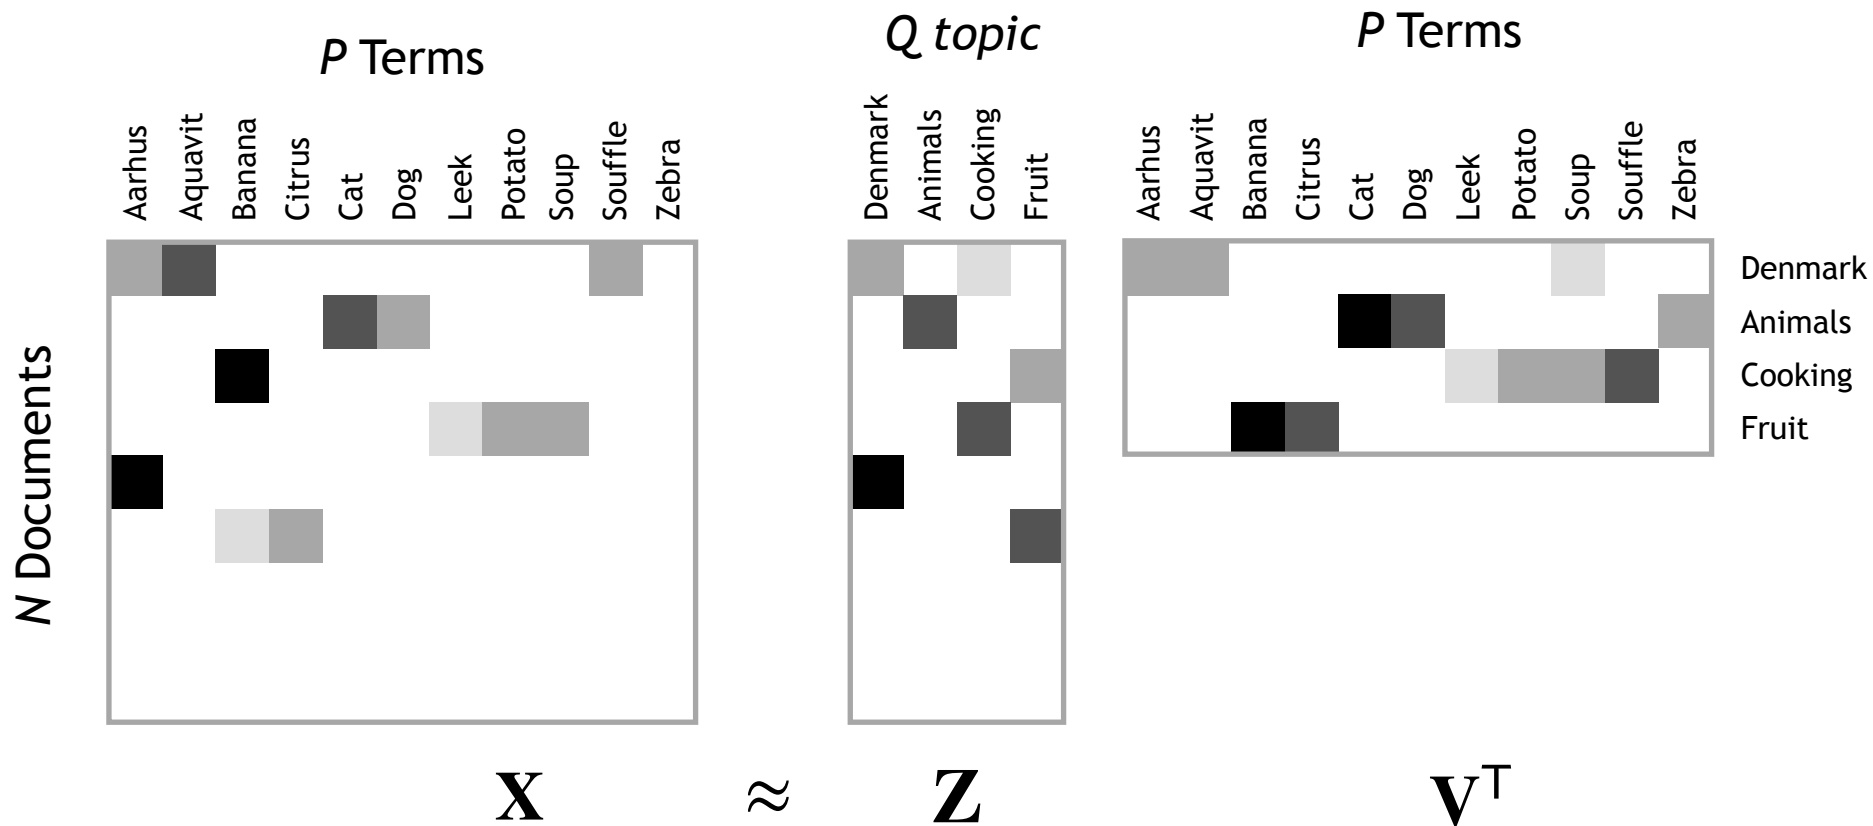 P Terms
Q topic
P Terms
Aarhus
Aquavit
Banana
Citrus
Cat
Dog
Leek
Potato
Soup
Souffle
Zebra
Denmark
Animals
Cooking
Fruit
Aarhus
Aquavit
Banana
Citrus
Cat
Dog
Leek
Potato
Soup
Souffle
Zebra
Denmark
Animals
Cooking
Fruit
N Documents
X ≈ Z V⊤